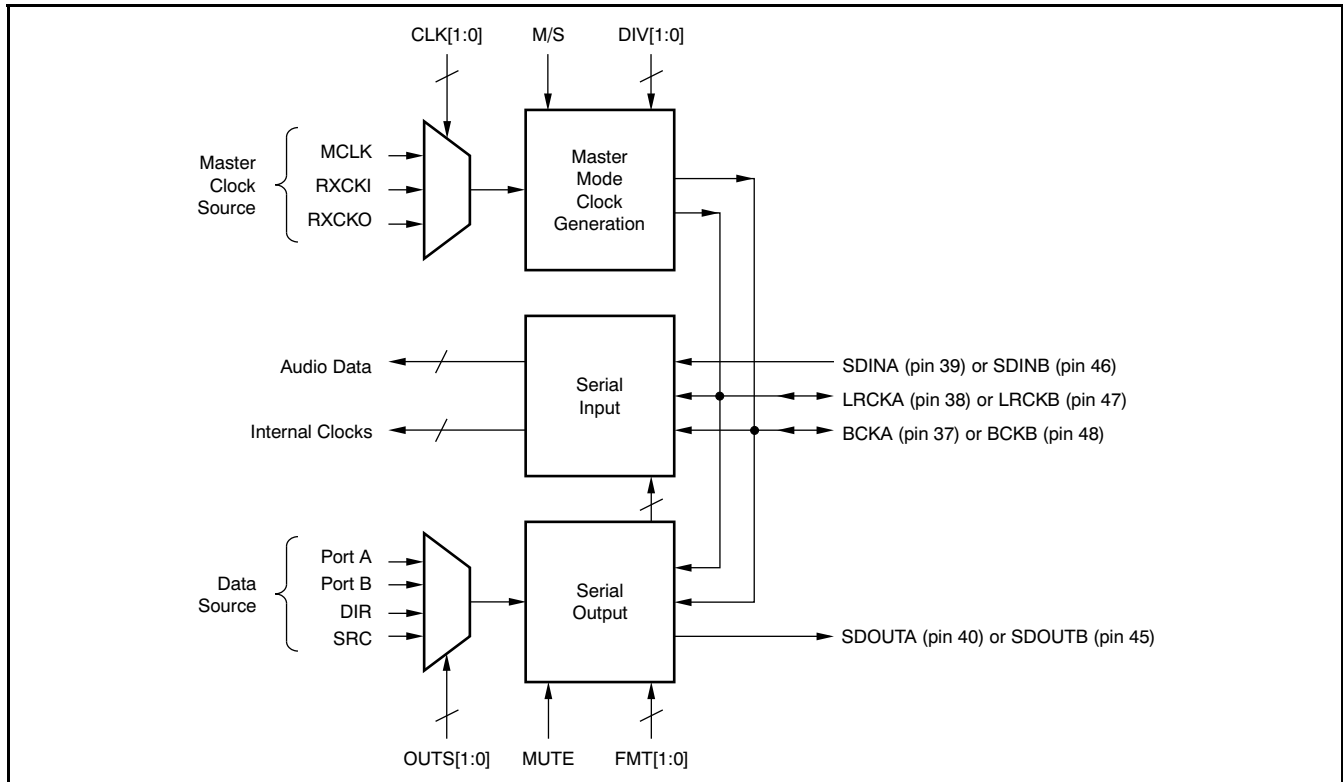 CLK[1:0]
M/S
DIV[1:0]
Master
Clock
Source
MCLK
RXCKI
RXCKO
Master
Mode
Clock
Generation
Audio Data
Internal Clocks
Serial
Input
SDINA (pin 39) or SDINB (pin 46)
LRCKA (pin 38) or LRCKB (pin 47)
BCKA (pin 37) or BCKB (pin 48)
Data
Source
Port A
Port B
DIR
SRC
Serial
Output
SDOUTA (pin 40) or SDOUTB (pin 45)
OUTS[1:0]
MUTE
FMT[1:0]